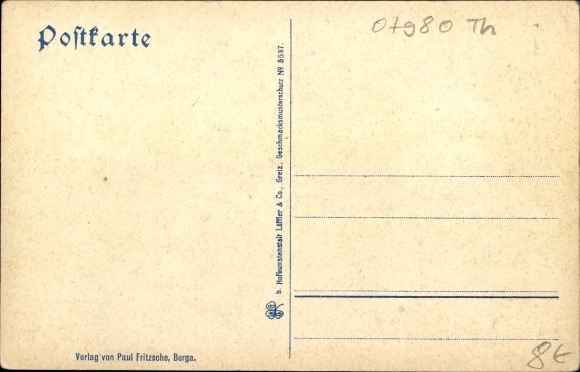 Postkarte
07980 Th
b. Hofkunstanstalt Löffler & Co., Greiz. Geschmacksmusterschutz № 5537.
Verlag von Paul Fritzsche, Berga.
8€